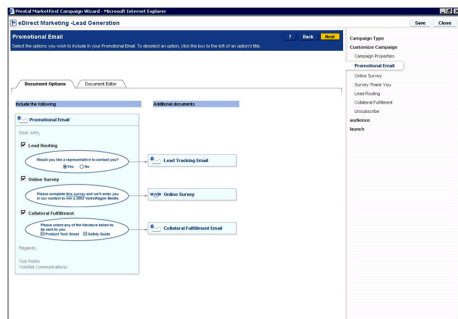 Pivotal MarketFirst Campaign Wizard - Microsoft Internet Explorer
eDirect Marketing -Lead Generation
Save Close
Promotional Email
? Back Next
Select the options you wish to include in your Promotional Email. To deselect an option, click the box to the left of an option's title.
Campaign Type
Customize Campaign
Campaign Properties
Promotional Email
Online Survey
Survey Thank You
Lead Routing
Collateral Fulfillment
Unsubscribe
audience
launch
Document Options Document Editor
Include the following Additional documents
Promotional Email
Dear John,
Lead Routing
Would you like a representative to contact you?
Yes No
Lead Tracking Email
Online Survey
Please complete this survey and we'll enter you
in our contest to win a 2002 Volkswagon Beetle.
www Online Survey
Collateral Fulfillment
Please select any of the literature below to
be sent to you.
Product Tech Sheet Safety Guide
Collateral Fulfillment Email
Regards,
VoxNet Communications